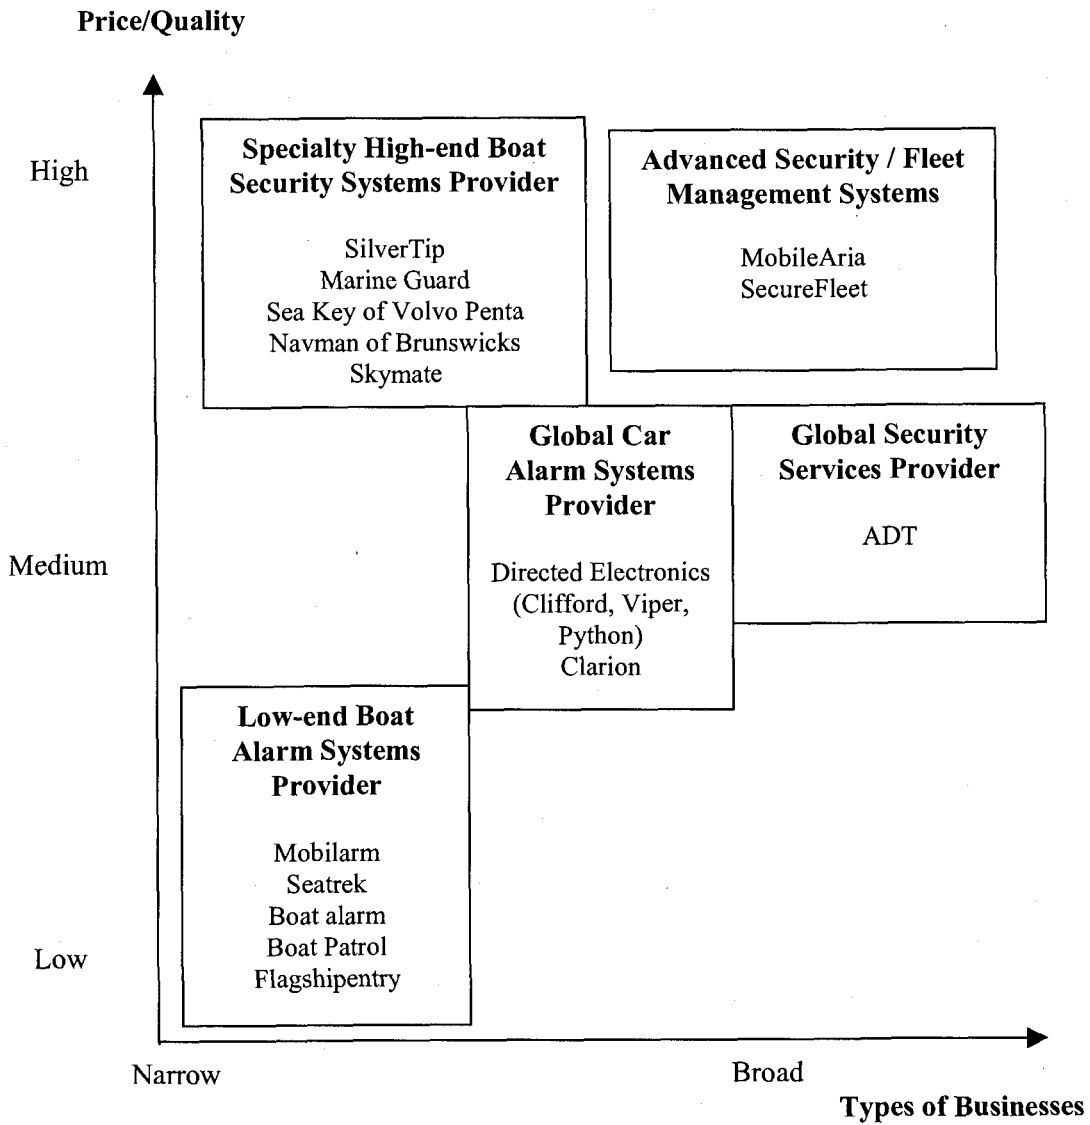 Price/Quality
High
Specialty High-end Boat
Security Systems Provider
SilverTip
Marine Guard
Sea Key of Volvo Penta
Navman of Brunswicks
Skymate
Advanced Security / Fleet
Management Systems
MobileAria
SecureFleet
Medium
Global Car
Alarm Systems
Provider
Directed Electronics
(Clifford, Viper,
Python)
Clarion
Global Security
Services Provider
ADT
Low
Low-end Boat
Alarm Systems
Provider
Mobilarm
Seatrek
Boat alarm
Boat Patrol
Flagshipentry
Narrow
Broad
Types of Businesses